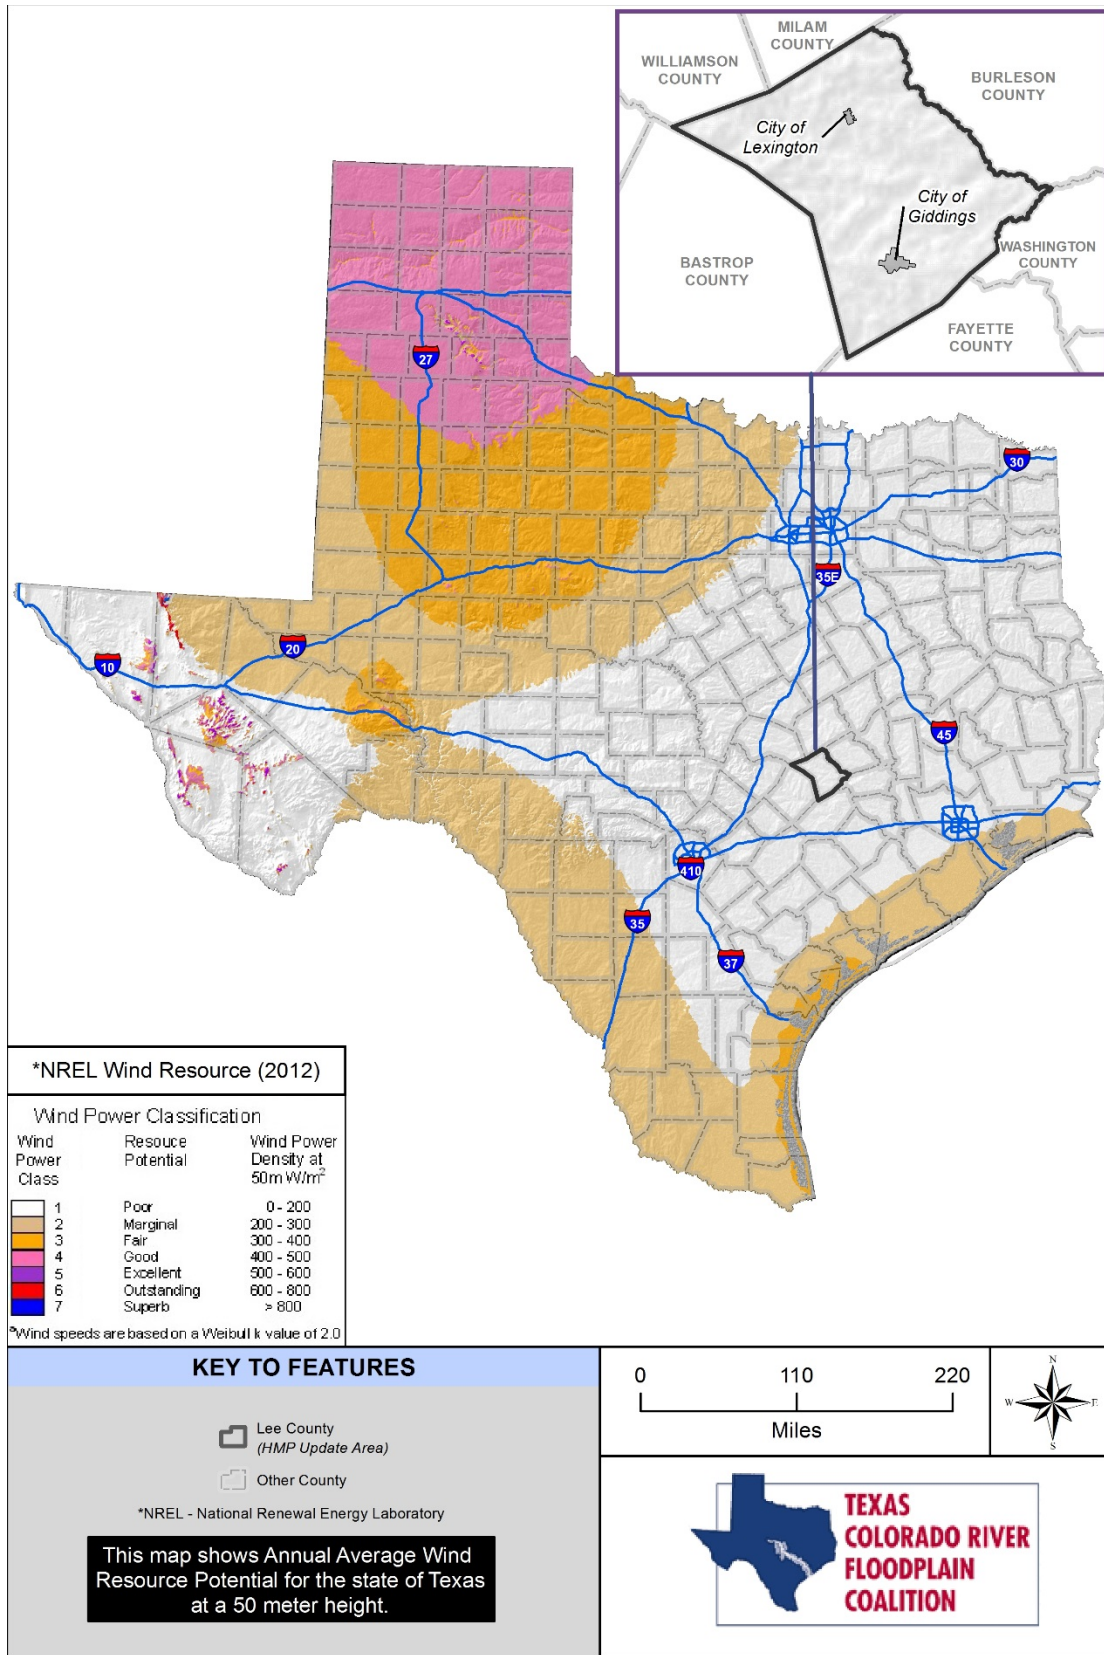 MILAM
COUNTY
WILLIAMSON
COUNTY
BURLESON
COUNTY
City of
Lexington
City of
Giddings
WASHINGTON
COUNTY
BASTROP
COUNTY
FAYETTE
COUNTY
27
30
35E
20
10
45
410
35
37
*NREL Wind Resource (2012)
Wind Power Classification
Wind Power Class Resouce Potential Wind Power Density at 50m W/m²
1 Poor 0 - 200
2 Marginal 200 - 300
3 Fair 300 - 400
4 Good 400 - 500
5 Excellent 500 - 600
6 Outstanding 600 - 800
7 Superb > 800
ᵃWind speeds are based on a Weibull k value of 2.0
KEY TO FEATURES
Lee County
(HMP Update Area)
Other County
*NREL - National Renewal Energy Laboratory
This map shows Annual Average Wind
Resource Potential for the state of Texas
at a 50 meter height.
0 110 220
Miles
N
W E
S
TEXAS
COLORADO RIVER
FLOODPLAIN
COALITION